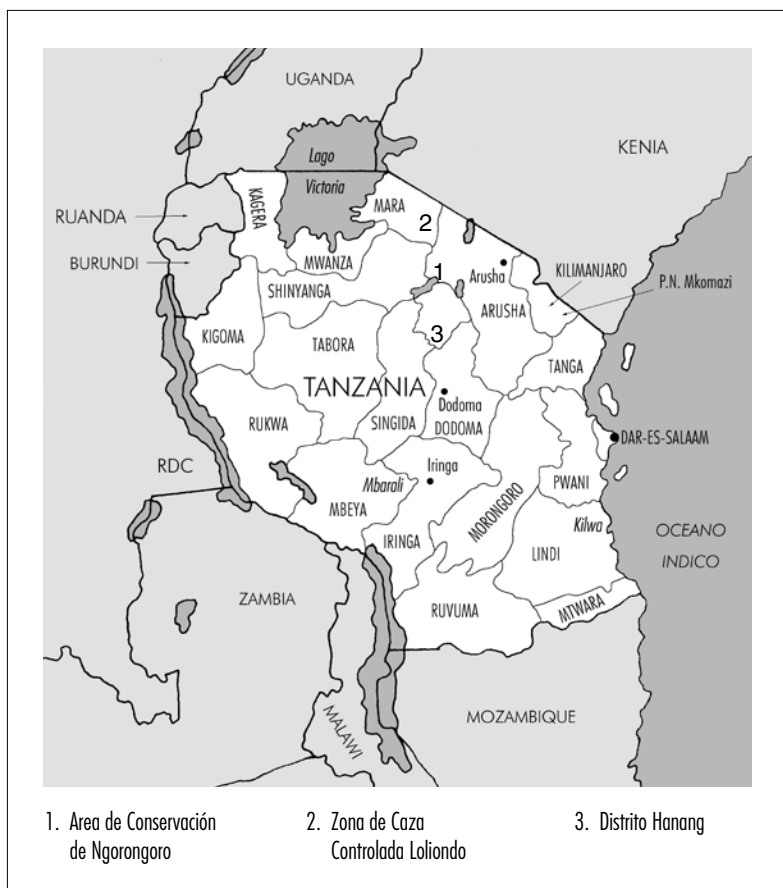 UGANDA
KENIA
Lago
Victoria
KAGERA
MARA
2
RUANDA
BURUNDI
MWANZA
1
Arusha
KILIMANJARO
P.N. Mkomazi
SHINYANGA
ARUSHA
KIGOMA
TABORA
3
TANGA
TANZANIA
Dodoma
DODOMA
RUKWA
SINGIDA
DAR-ES-SALAAM
RDC
Iringa
Mbarali
MBEYA
MORONGORO
PWANI
Kilwa
OCEANO
INDICO
IRINGA
LINDI
ZAMBIA
RUVUMA
MTWARA
MALAWI
MOZAMBIQUE
1. Area de Conservación
de Ngorongoro
2. Zona de Caza
Controlada Loliondo
3. Distrito Hanang